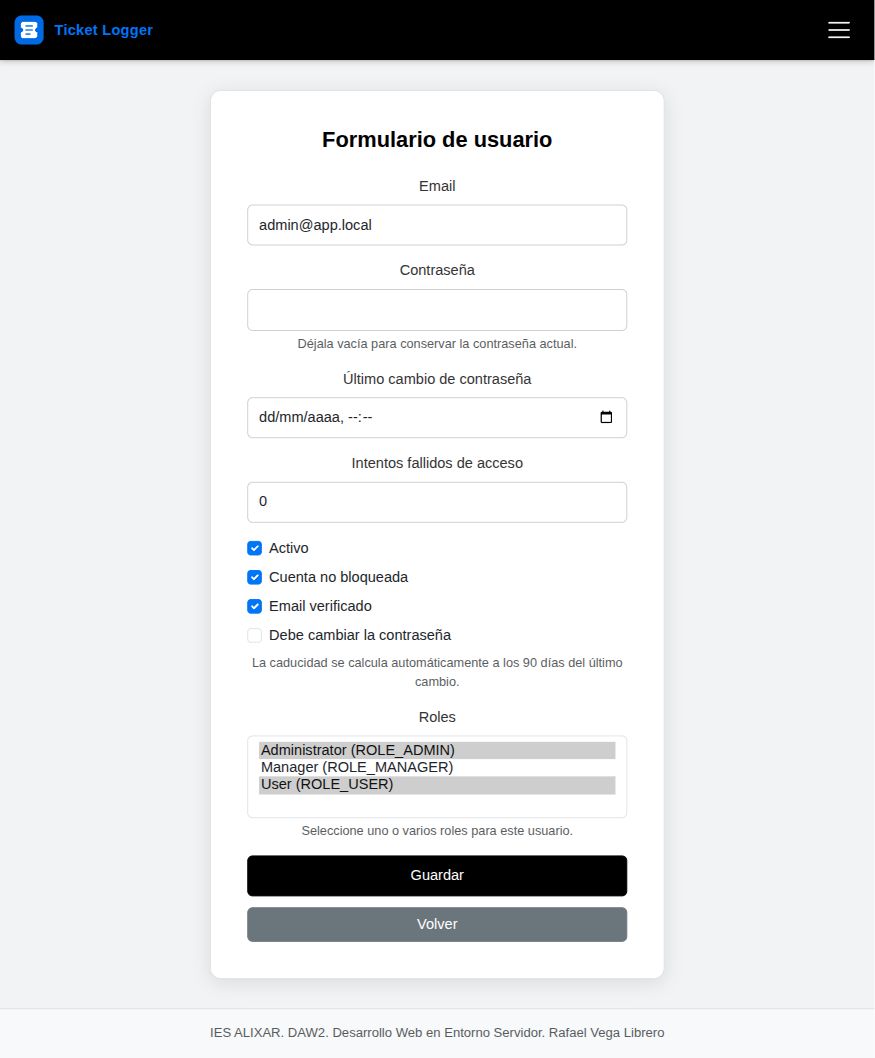 Ticket Logger
Formulario de usuario
Email
admin@app.local
Contraseña
Déjala vacía para conservar la contraseña actual.
Último cambio de contraseña
dd/mm/aaaa, --:--
Intentos fallidos de acceso
0
Activo
Cuenta no bloqueada
Email verificado
Debe cambiar la contraseña
La caducidad se calcula automáticamente a los 90 días del último
cambio.
Roles
Administrator (ROLE_ADMIN)
Manager (ROLE_MANAGER)
User (ROLE_USER)
Seleccione uno o varios roles para este usuario.
Guardar
Volver
IES ALIXAR. DAW2. Desarrollo Web en Entorno Servidor. Rafael Vega Librero